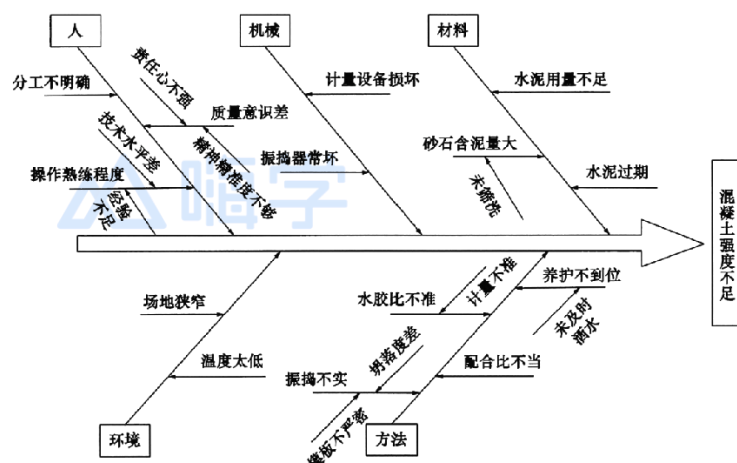 人
机械
材料
分工不明确
责任心不强
质量意识差
技术水平差
精神精准度不够
操作熟练程度
经验
不足
计量设备损坏
振捣器常坏
水泥用量不足
砂石含泥量大
未筛洗
水泥过期
嗨学
混凝土强度不足
场地狭窄
温度太低
水胶比不准
计量不准
养护不到位
未及时
洒水
坍落度差
振捣不实
配合比不当
模板不严密
环境
方法